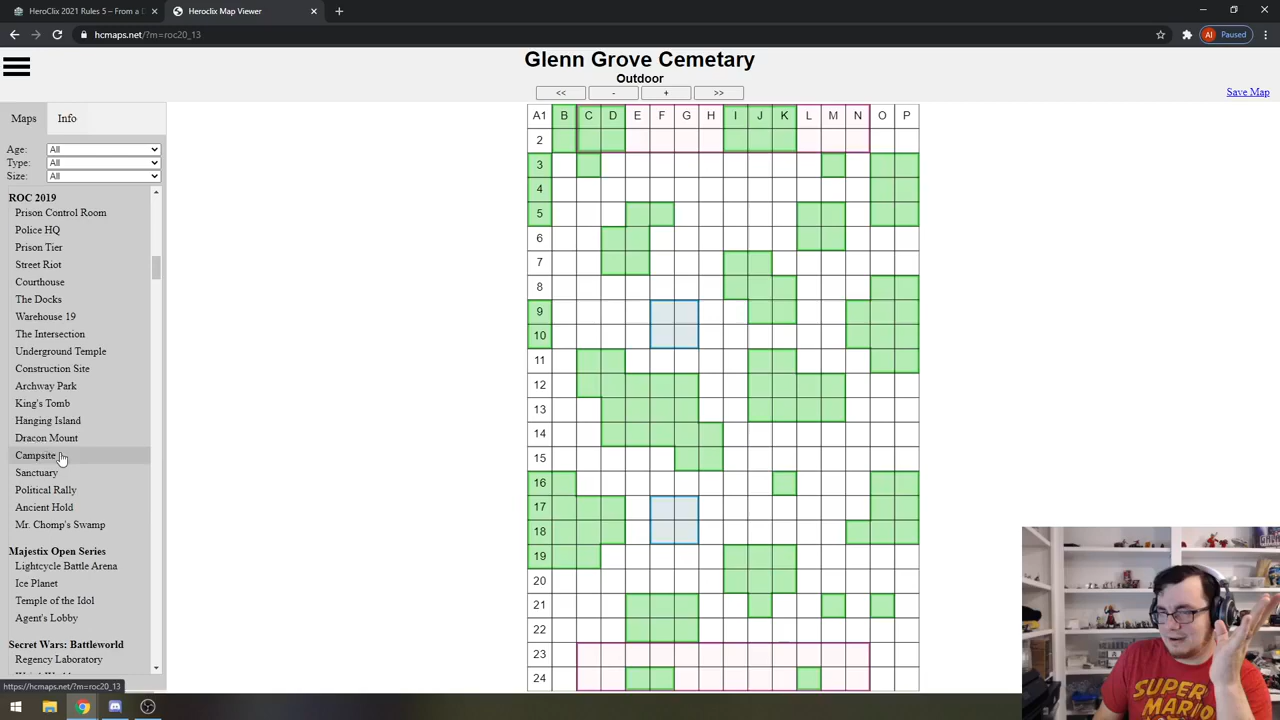 HeroClix 2021 Rules 5 – From a D
Heroclix Map Viewer
hcmaps.net/?m=roc20_13
AI
Paused
Glenn Grove Cemetary
Outdoor
<< - + >>
Save Map
Maps Info
Age: All
Type: All
Size: All
ROC 2019
Prison Control Room
Police HQ
Prison Tier
Street Riot
Courthouse
The Docks
Warehouse 19
The Intersection
Underground Temple
Construction Site
Archway Park
King's Tomb
Hanging Island
Dracon Mount
Campsite
Sanctuary
Political Rally
Ancient Hold
Mr. Chomp's Swamp
Majestix Open Series
Lightcycle Battle Arena
Ice Planet
Temple of the Idol
Agent's Lobby
Secret Wars: Battleworld
Regency Laboratory
https://hcmaps.net/?m=roc20_13
A1 B C D E F G H I J K L M N O P
2
3
4
5
6
7
8
9
10
11
12
13
14
15
16
17
18
19
20
21
22
23
24
SUPER
MARIO